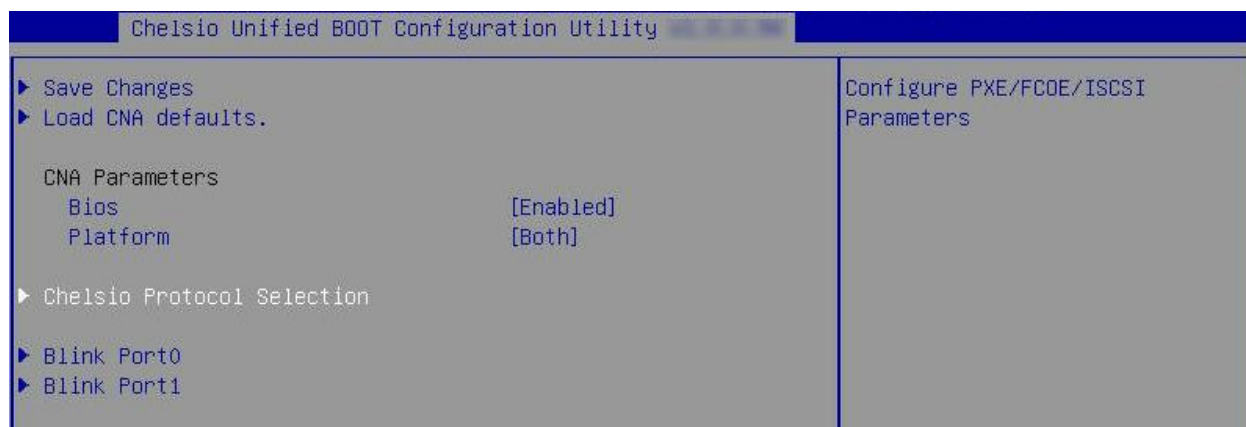 Chelsio Unified BOOT Configuration Utility
Save Changes
Load CNA defaults.
CNA Parameters
Bios [Enabled]
Platform [Both]
Chelsio Protocol Selection
Blink Port0
Blink Port1
Configure PXE/FCOE/ISCSI
Parameters